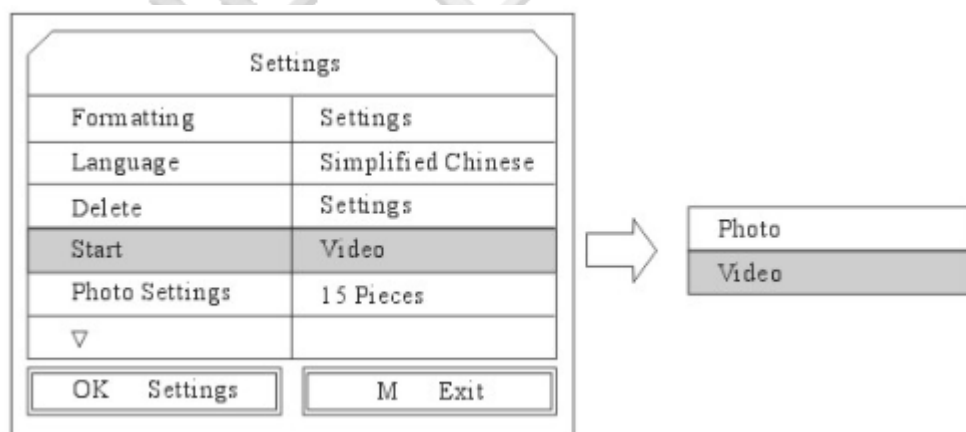 Settings
Formatting Settings
Language Simplified Chinese
Delete Settings
Start Video
Photo Settings 15 Pieces
▽
OK Settings M Exit
Photo
Video